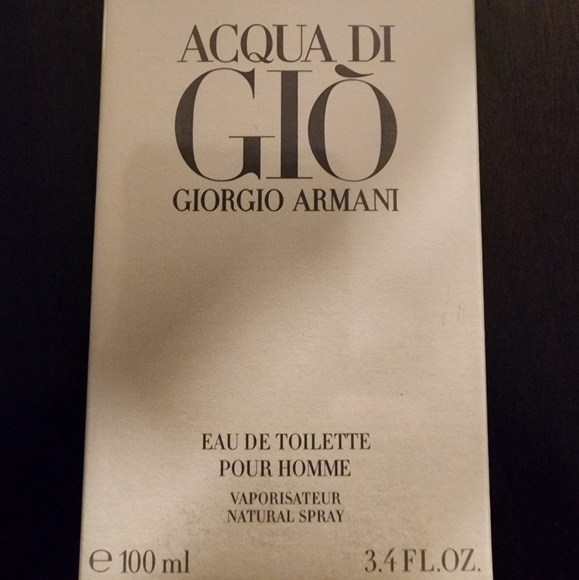 ACQUA DI
GIÒ
GIORGIO ARMANI
EAU DE TOILETTE
POUR HOMME
VAPORISATEUR
NATURAL SPRAY
℮ 100 ml 3.4 FL.OZ.